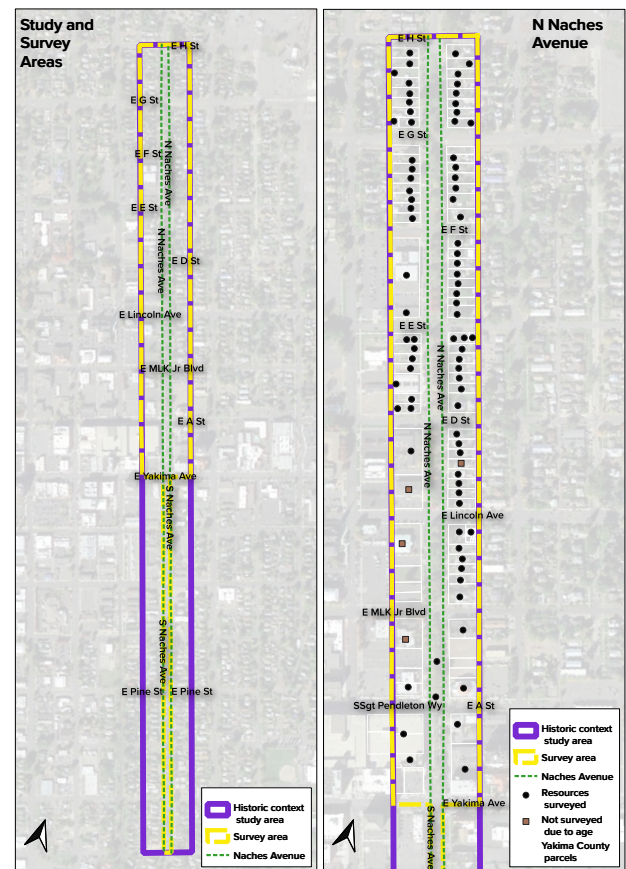 Study and
Survey
Areas
E H St
E G St
E F St
N Naches Ave
E E St
N Naches Ave
E D St
E Lincoln Ave
E MLK Jr Blvd
E A St
E Yakima Ave
S Naches Ave
S Naches Ave
E Pine St
E Pine St
Historic context
study area
Survey area
Naches Avenue
N Naches
Avenue
E H St
E G St
E F St
E E St
N Naches Ave
E D St
N Naches Ave
E Lincoln Ave
E MLK Jr Blvd
SSgt Pendleton Wy
E A St
E Yakima Ave
S Naches Ave
Historic context
study area
Survey area
Naches Avenue
Resources
surveyed
Not surveyed
due to age
Yakima County
parcels